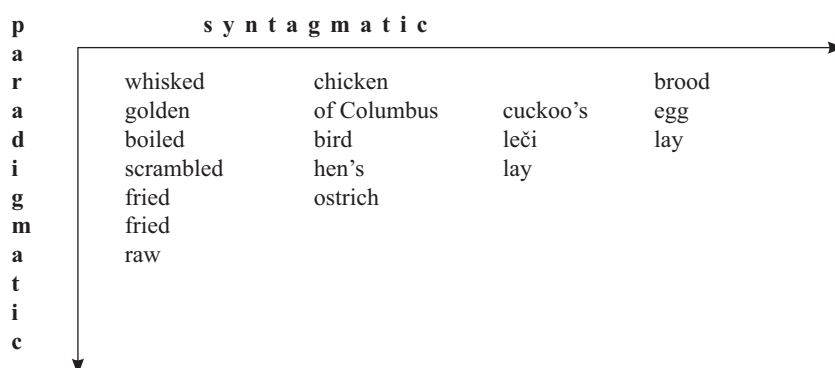 s y n t a g m a t i c
p a r a d i g m a t i c
whisked chicken brood
golden of Columbus cuckoo's egg
boiled bird leči lay
scrambled hen's lay
fried ostrich
fried
raw